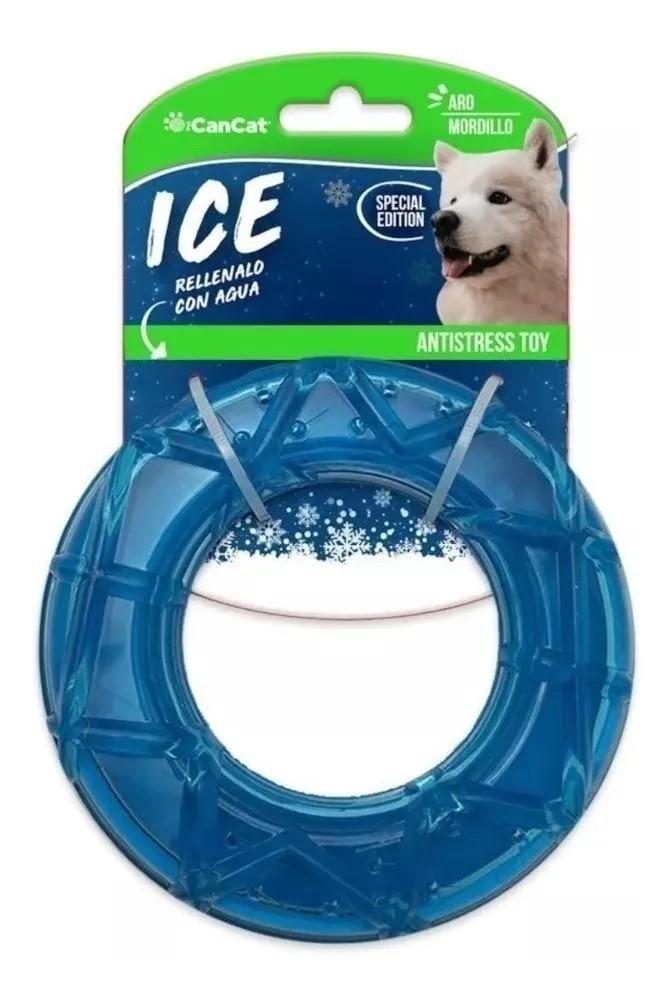 CanCat
ARO
MORDILLO
ICE
RELLENALO
CON AGUA
SPECIAL
EDITION
ANTISTRESS TOY